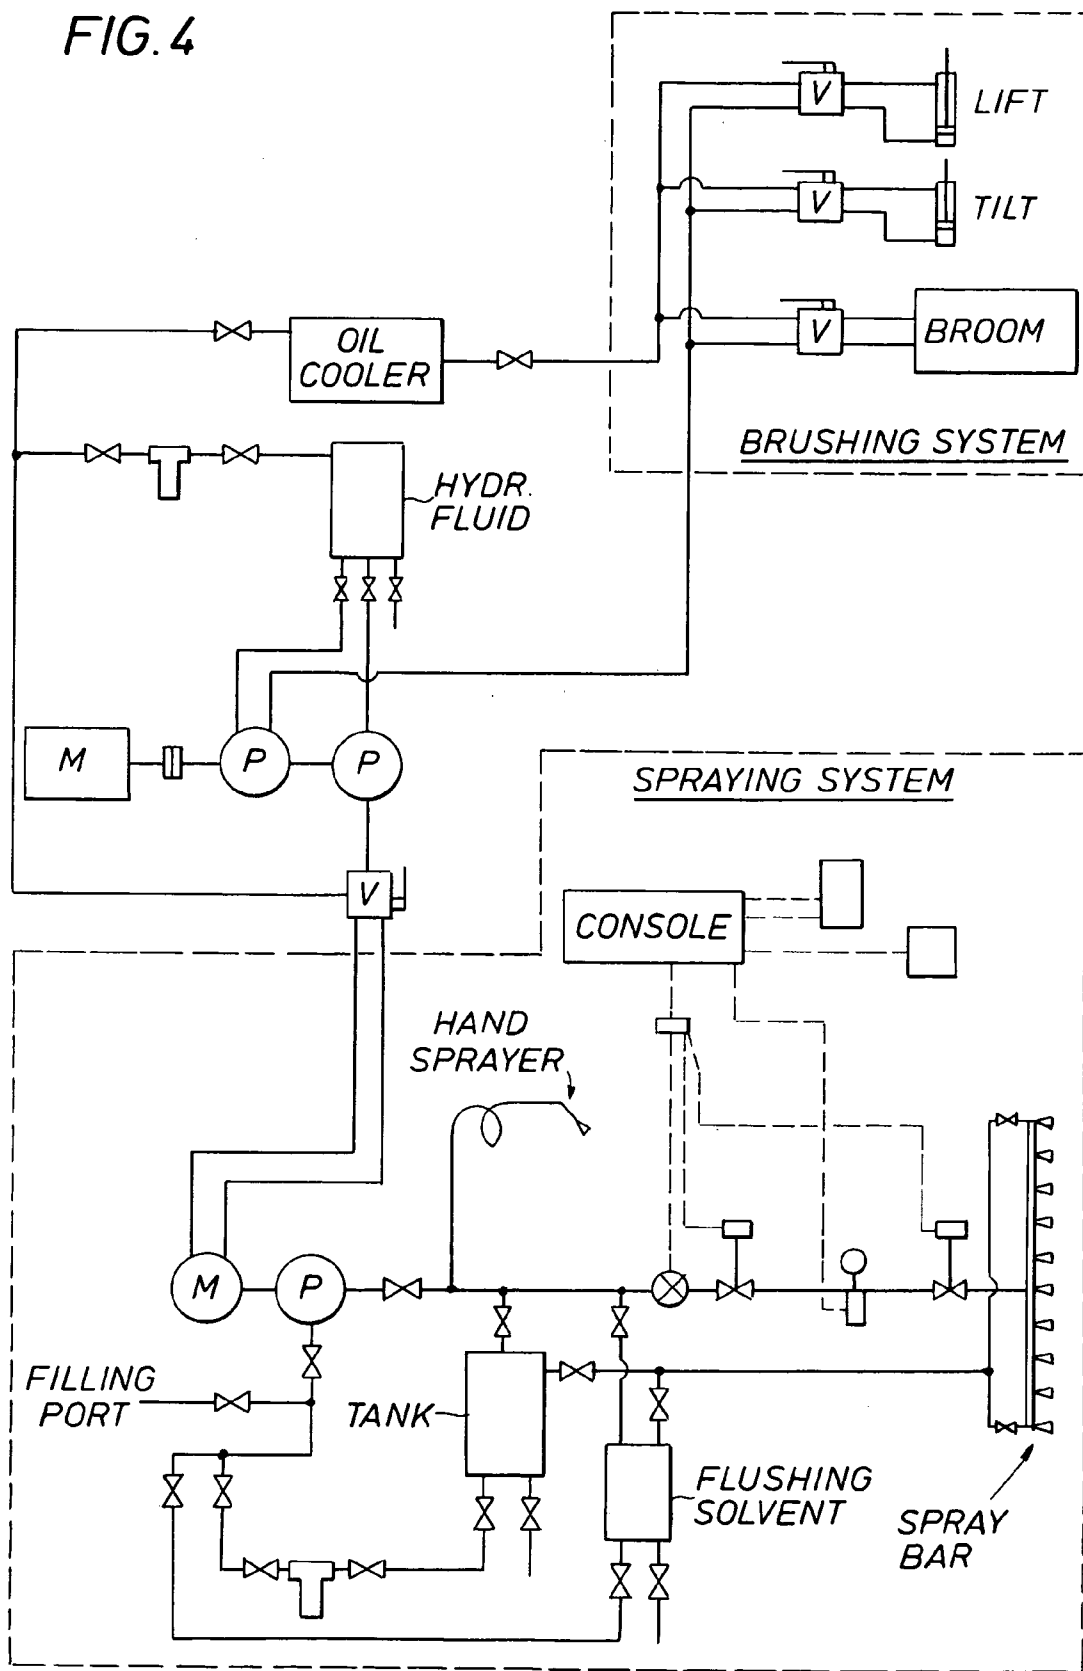 FIG. 4
V
LIFT
V
TILT
V
BROOM
BRUSHING SYSTEM
OIL
COOLER
HYDR.
FLUID
M
P
P
V
SPRAYING SYSTEM
CONSOLE
HAND
SPRAYER
M
P
FILLING
PORT
TANK
FLUSHING
SOLVENT
SPRAY
BAR